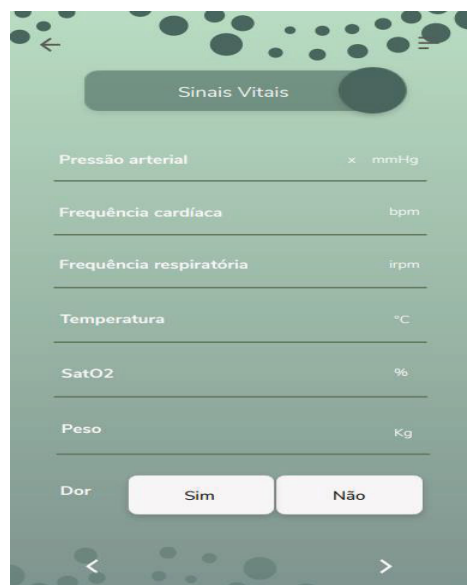 Sinais Vitais
Pressão arterial x mmHg
Frequência cardíaca bpm
Frequência respiratória irpm
Temperatura °C
SatO2 %
Peso Kg
Dor Sim Não